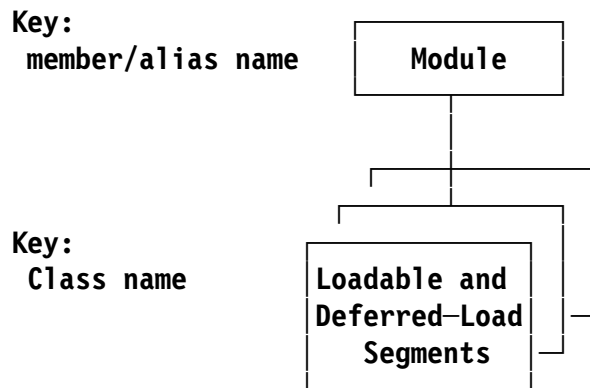 Key:
member/alias name
Module
Key:
Class name
Loadable and
Deferred—Load
Segments